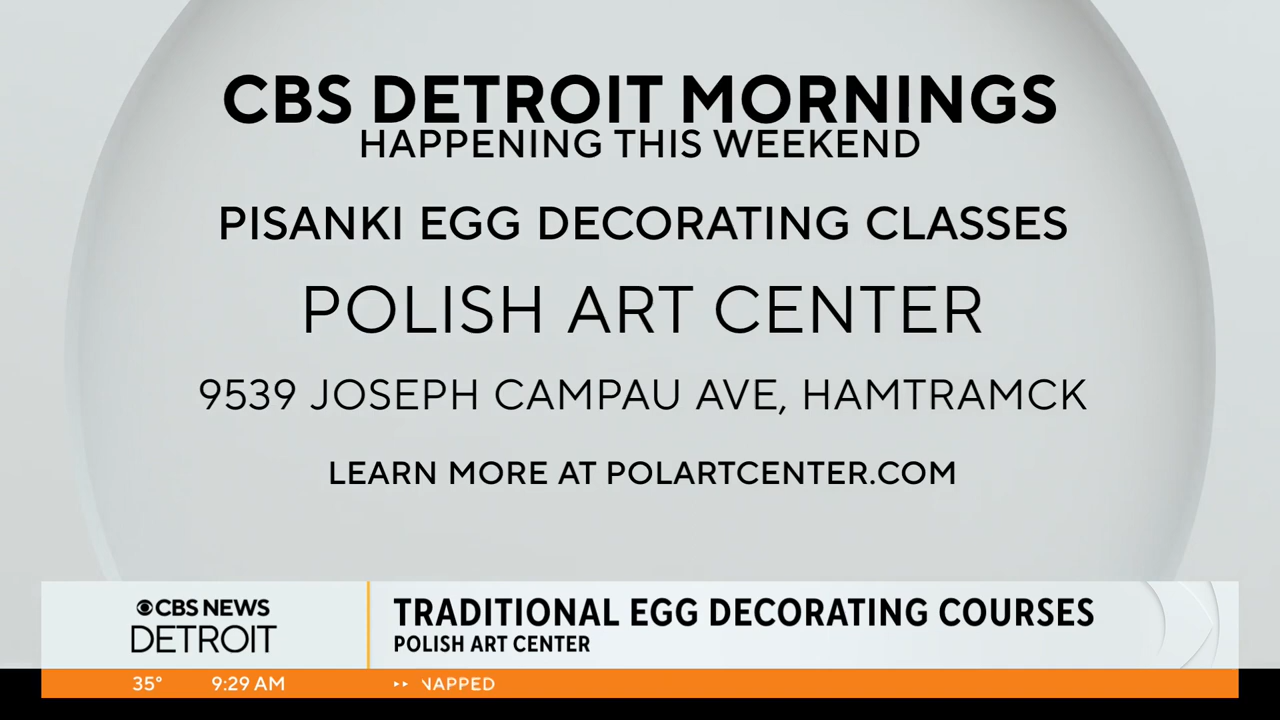 CBS DETROIT MORNINGS
HAPPENING THIS WEEKEND
PISANKI EGG DECORATING CLASSES
POLISH ART CENTER
9539 JOSEPH CAMPAU AVE, HAMTRAMCK
LEARN MORE AT POLARTCENTER.COM
CBS NEWS
DETROIT
TRADITIONAL EGG DECORATING COURSES
POLISH ART CENTER
35° 9:29 AM